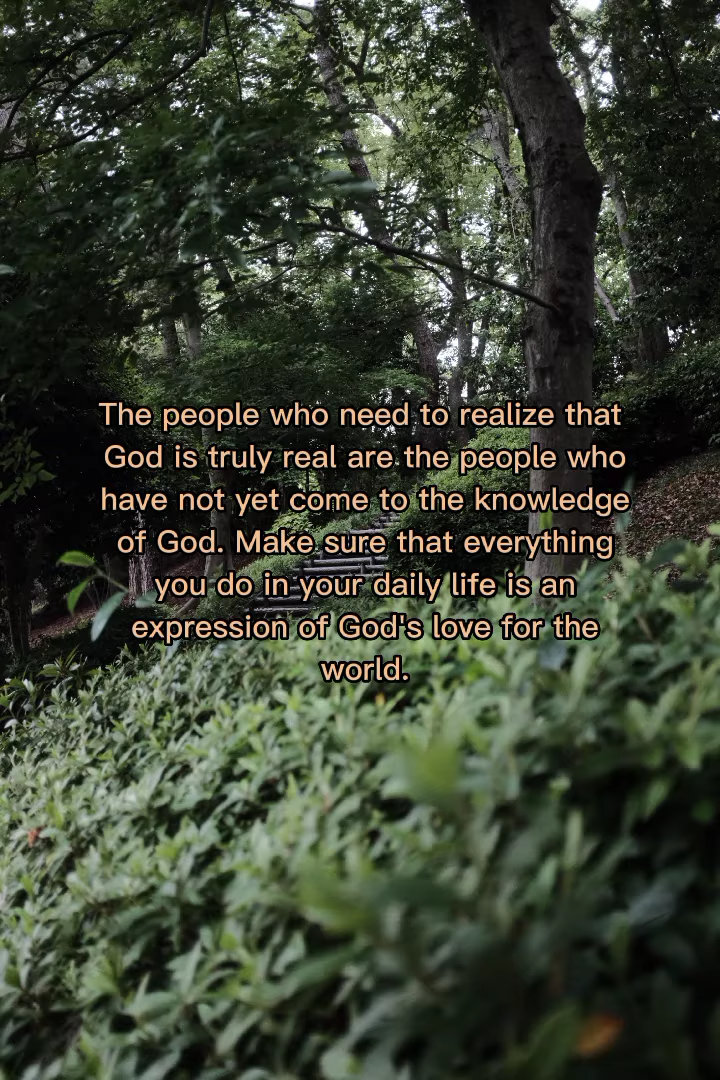 The people who need to realize that
God is truly real are the people who
have not yet come to the knowledge
of God. Make sure that everything
you do in your daily life is an
expression of God's love for the
world.